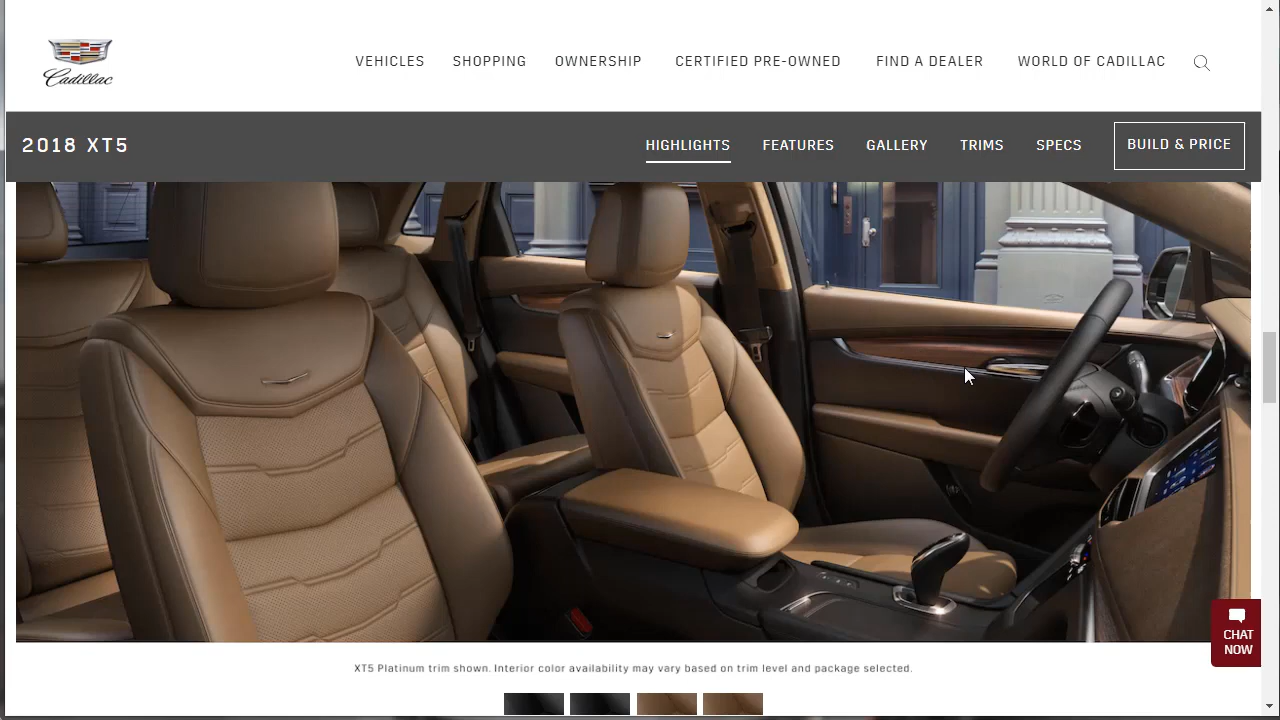 Cadillac
VEHICLES SHOPPING OWNERSHIP CERTIFIED PRE-OWNED FIND A DEALER WORLD OF CADILLAC
2018 XT5
HIGHLIGHTS FEATURES GALLERY TRIMS SPECS BUILD & PRICE
CHAT
NOW
XT5 Platinum trim shown. Interior color availability may vary based on trim level and package selected.